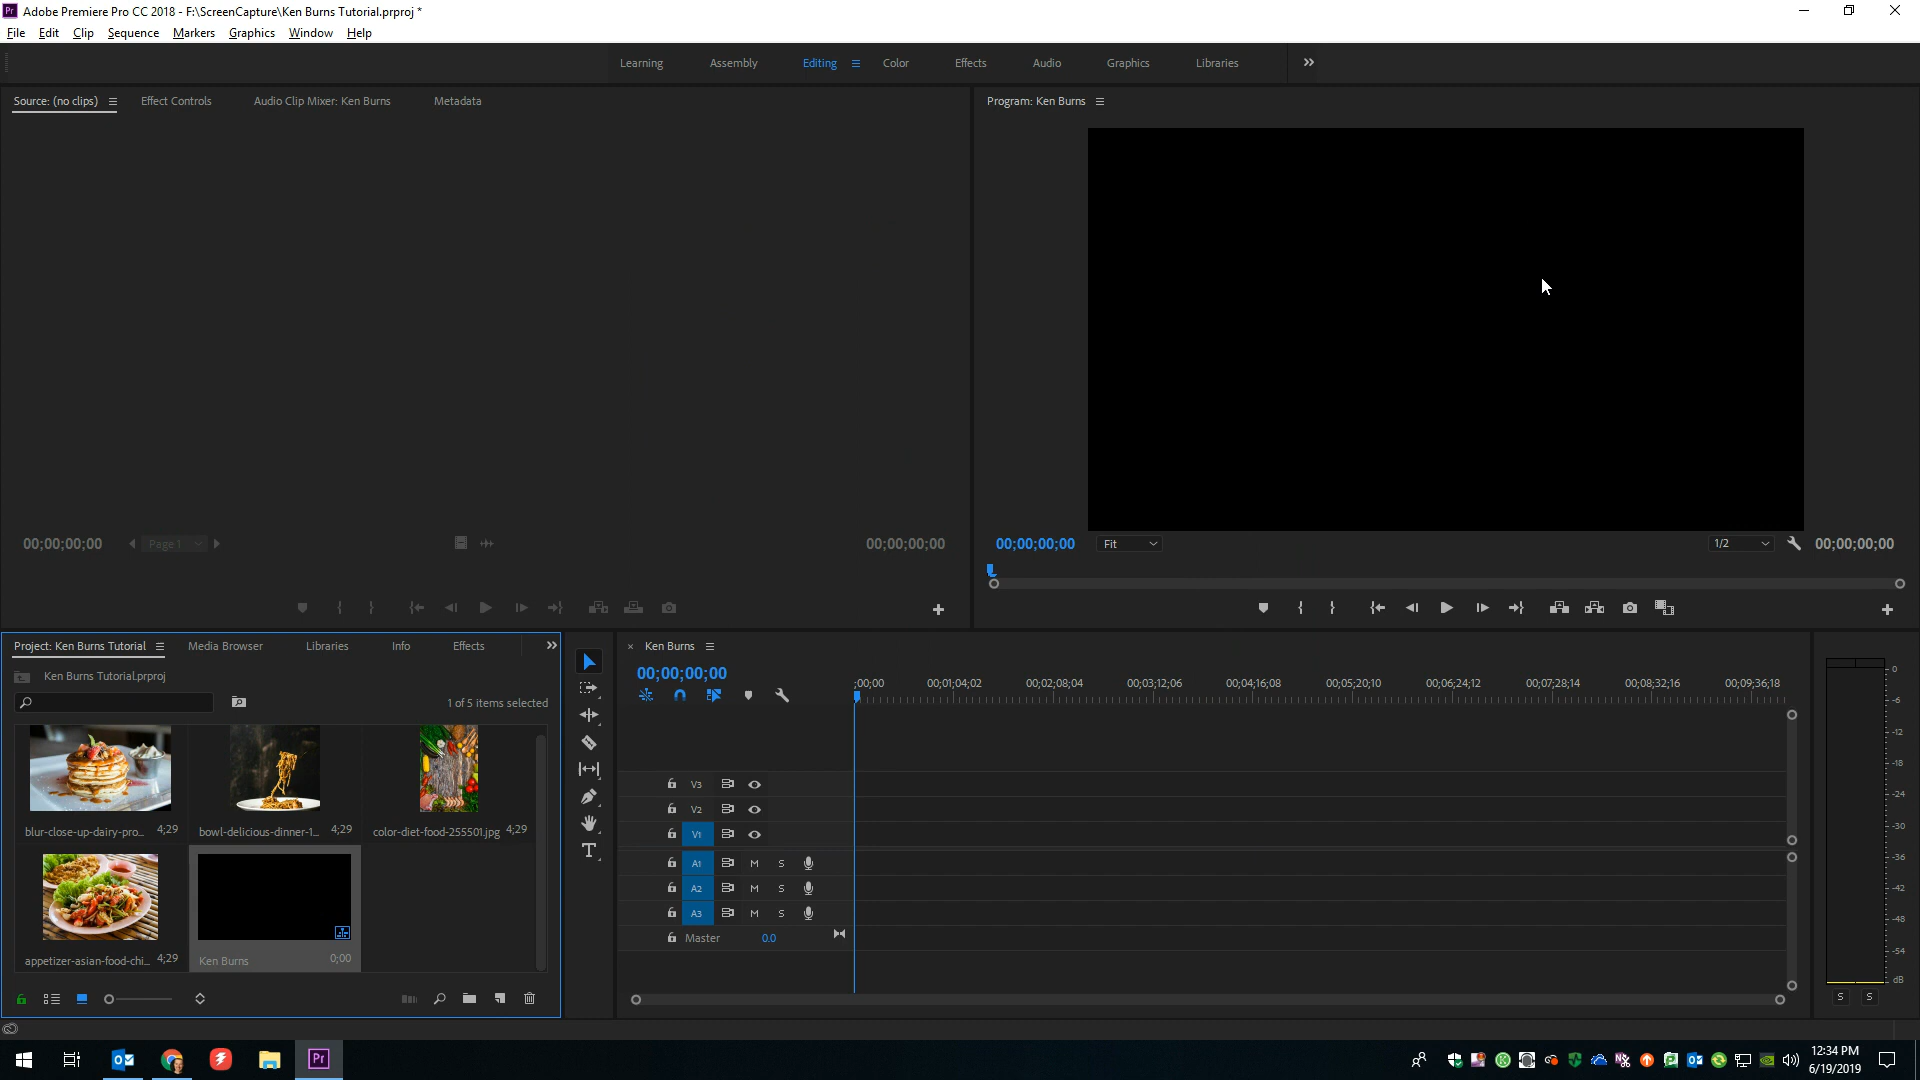 Pr Adobe Premiere Pro CC 2018 - F:\ScreenCapture\Ken Burns Tutorial.prproj *
File Edit Clip Sequence Markers Graphics Window Help
Learning Assembly Editing Color Effects Audio Graphics Libraries
Source: (no clips) Effect Controls Audio Clip Mixer: Ken Burns Metadata
Program: Ken Burns
00;00;00;00 Page 1 00;00;00;00
00;00;00;00 Fit 1/2 00;00;00;00
Project: Ken Burns Tutorial Media Browser Libraries Info Effects
Ken Burns Tutorial.prproj
1 of 5 items selected
blur-close-up-dairy-pro... 4;29 bowl-delicious-dinner-1... 4;29 color-diet-food-255501.jpg 4;29
appetizer-asian-food-chi... 4;29 Ken Burns 0;00
Ken Burns
00;00;00;00
;00;00 00;01;04;02 00;02;08;04 00;03;12;06 00;04;16;08 00;05;20;10 00;06;24;12 00;07;28;14 00;08;32;16 00;09;36;18
V3
V2
V1
A1 M S
A2 M S
A3 M S
Master 0.0
0
-6
-12
-18
-24
-30
-36
-42
-48
-54
dB
S S
Pr
12:34 PM
6/19/2019